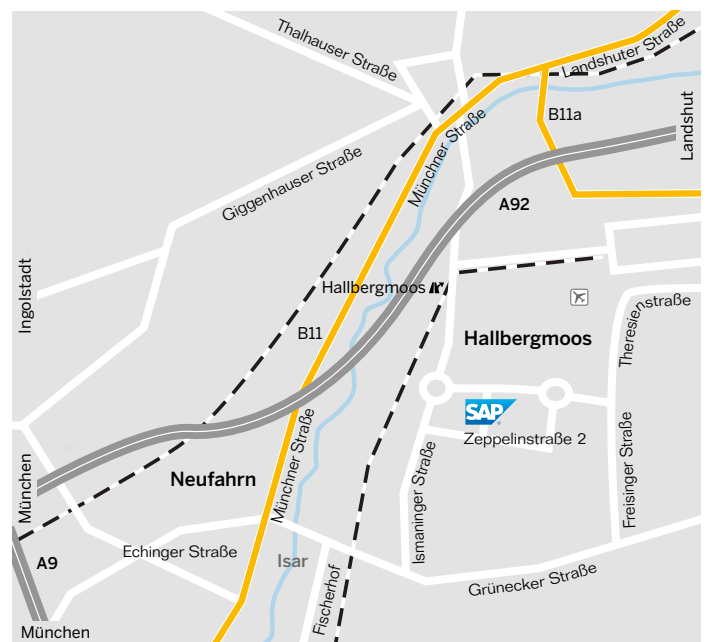 Thalhauser Straße
Landshuter Straße
B11a
Landshut
Münchner Straße
Giggenhauser Straße
A92
Ingolstadt
Hallbergmoos
B11
Hallbergmoos
Theresienstraße
SAP
Zeppelinstraße 2
Münchner Straße
Neufahrn
München
Ismaninger Straße
Freisinger Straße
Echinger Straße
Isar
A9
Fischerhof
Grünecker Straße
München